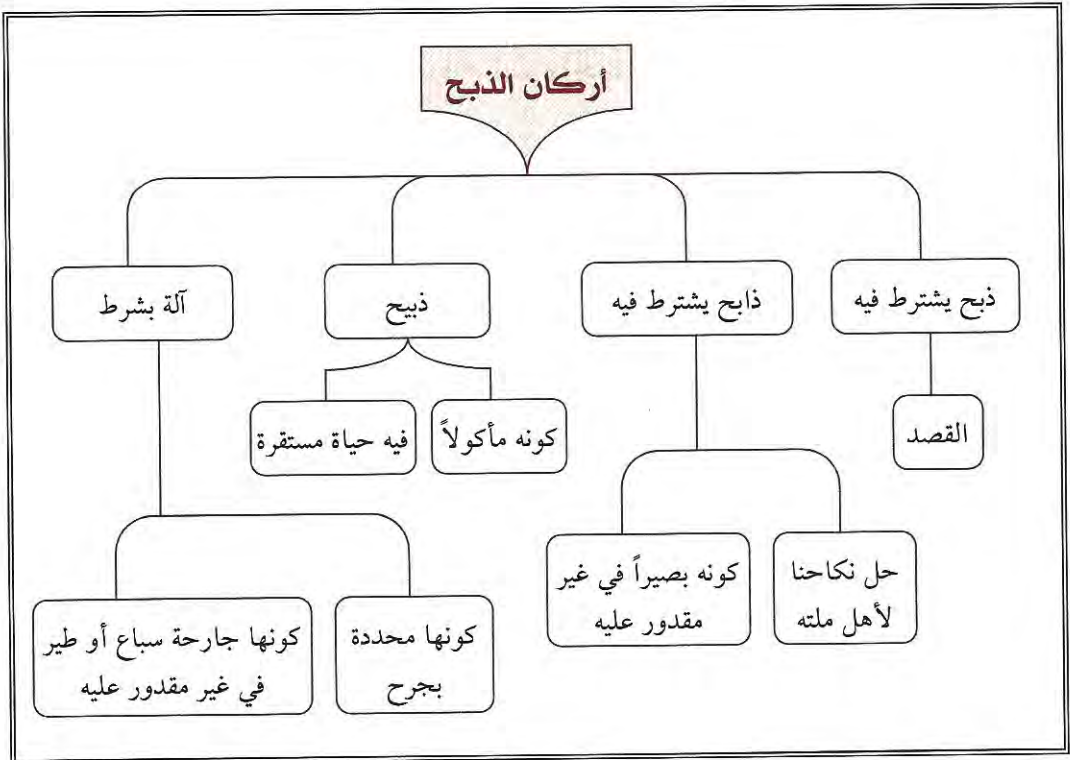 أركان الذبح
ذبح يشترط فيه
ذابح يشترط فيه
ذبيح
آلة بشرط
القصد
كونه مأكولاً
فيه حياة مستقرة
حل نكاحنا
لأهل ملته
كونه بصيراً في غير
مقدور عليه
كونها محددة
بجرح
كونها جارحة سباع أو طير
في غير مقدور عليه